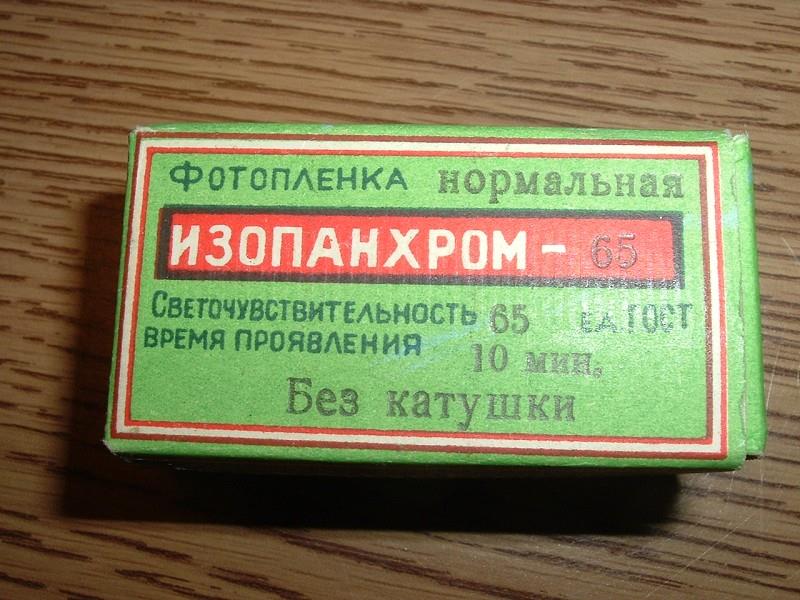 Фотопленка нормальная
ИЗОПАНХРОМ - 65
Светочувствительность 65 ЕД. ГОСТ
время проявления 10 мин.
Без катушки